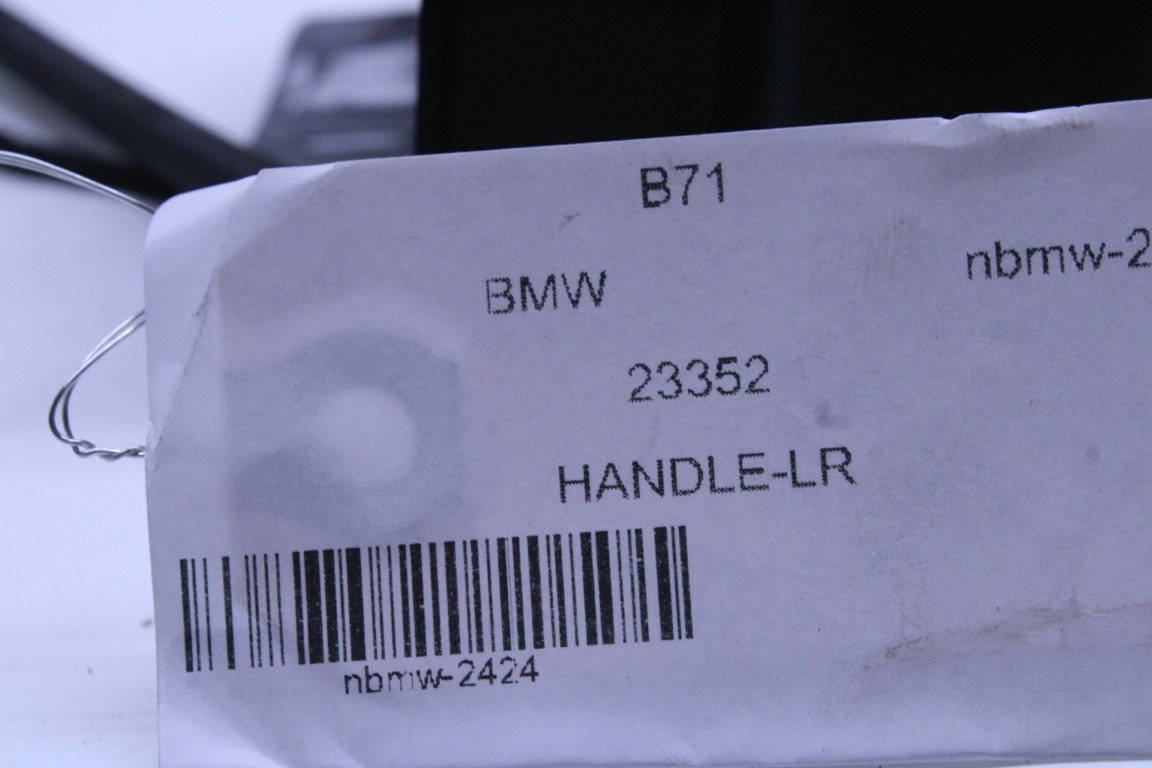 B71
BMW
nbmw-2
23352
HANDLE-LR
nbmw-2424